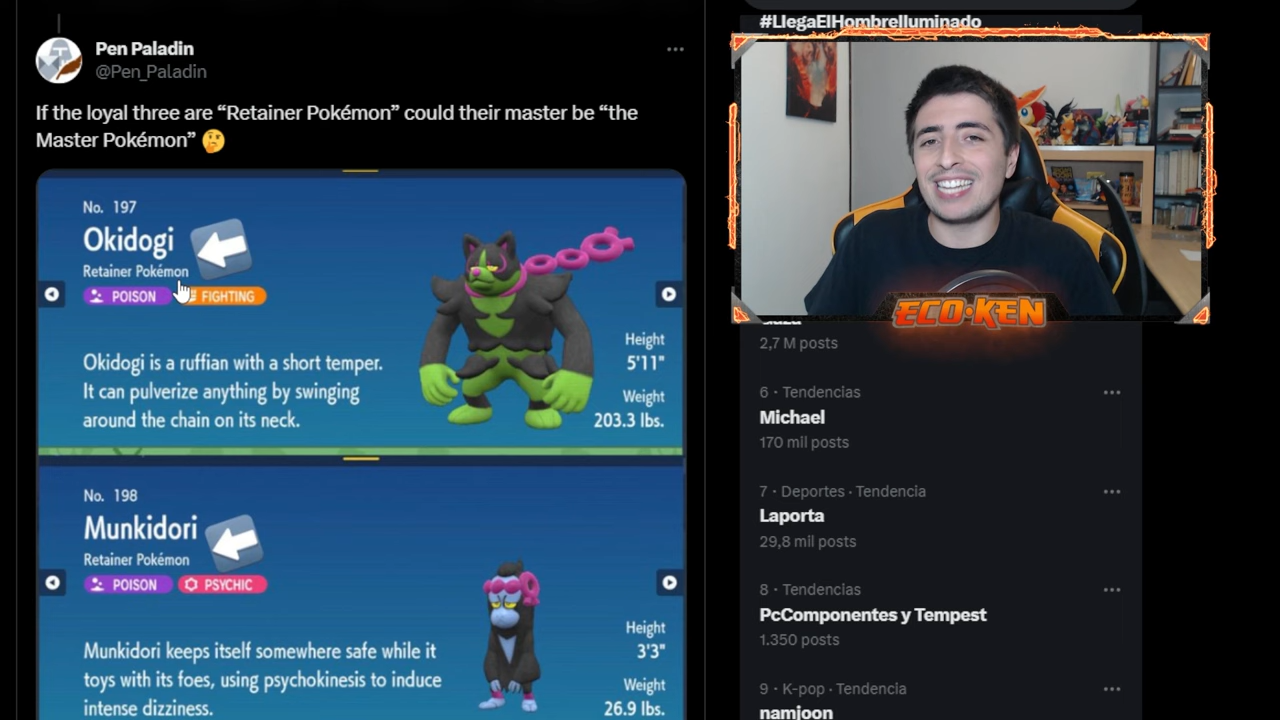 Pen Paladin
@Pen_Paladin
If the loyal three are “Retainer Pokémon” could their master be “the
Master Pokémon” 🤔
No. 197
Okidogi
Retainer Pokémon
POISON
FIGHTING
Okidogi is a ruffian with a short temper.
It can pulverize anything by swinging
around the chain on its neck.
Height
5'11"
Weight
203.3 lbs.
No. 198
Munkidori
Retainer Pokémon
POISON
PSYCHIC
Munkidori keeps itself somewhere safe while it
toys with its foes, using psychokinesis to induce
intense dizziness.
Height
3'3"
Weight
26.9 lbs.
#LlegaElHombreIluminado
ECO·KEN
2,7 M posts
6 · Tendencias
Michael
170 mil posts
7 · Deportes · Tendencia
Laporta
29,8 mil posts
8 · Tendencias
PcComponentes y Tempest
1.350 posts
9 · K-pop · Tendencia
namjoon